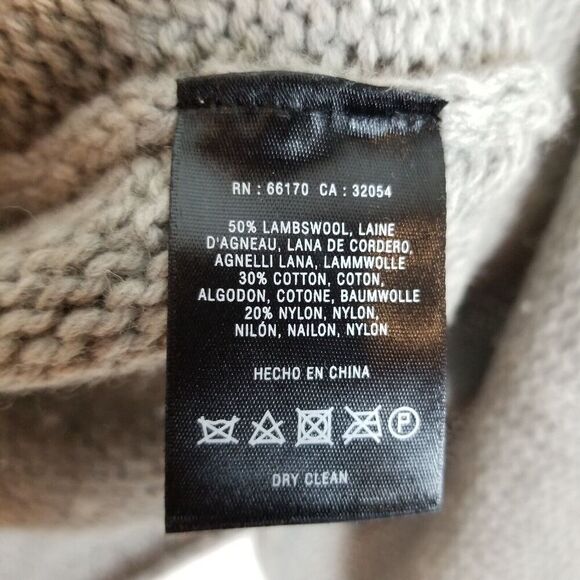 RN : 66170 CA : 32054
50% LAMBSWOOL, LAINE
D'AGNEAU, LANA DE CORDERO,
AGNELLI LANA, LAMMWOLLE
30% COTTON, COTON,
ALGODON, COTONE, BAUMWOLLE
20% NYLON, NYLON,
NILÓN, NAILON, NYLON
HECHO EN CHINA
P
DRY CLEAN